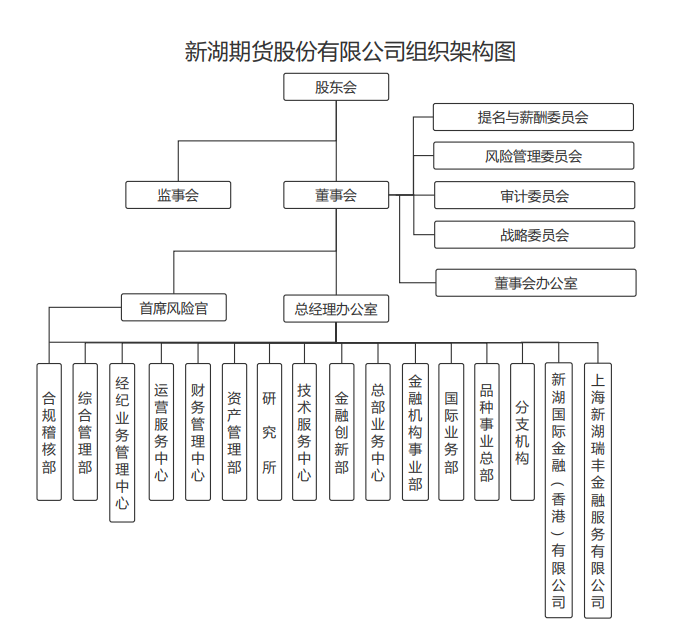 新湖期货股份有限公司组织架构图
股东会
提名与薪酬委员会
风险管理委员会
监事会
董事会
审计委员会
战略委员会
董事会办公室
首席风险官
总经理办公室
合规稽核部
综合管理部
经纪业务管理中心
运营服务中心
财务管理中心
资产管理部
研究所
技术服务中心
金融创新部
总部业务中心
金融机构事业部
国际业务部
品种事业总部
分支机构
新湖国际金融(香港)有限公司
上海新湖瑞丰金融服务有限公司